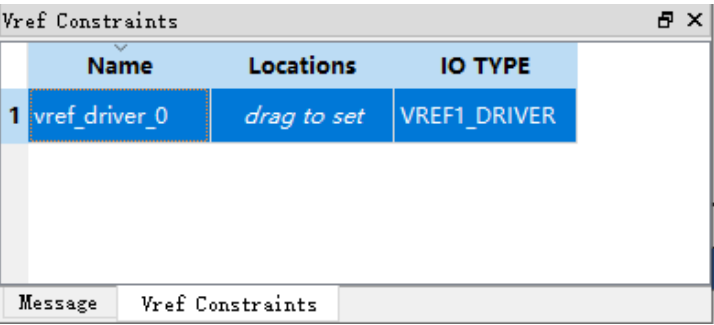 Vref Constraints
Name Locations IO TYPE
1 vref_driver_0 drag to set VREF1_DRIVER
Message Vref Constraints